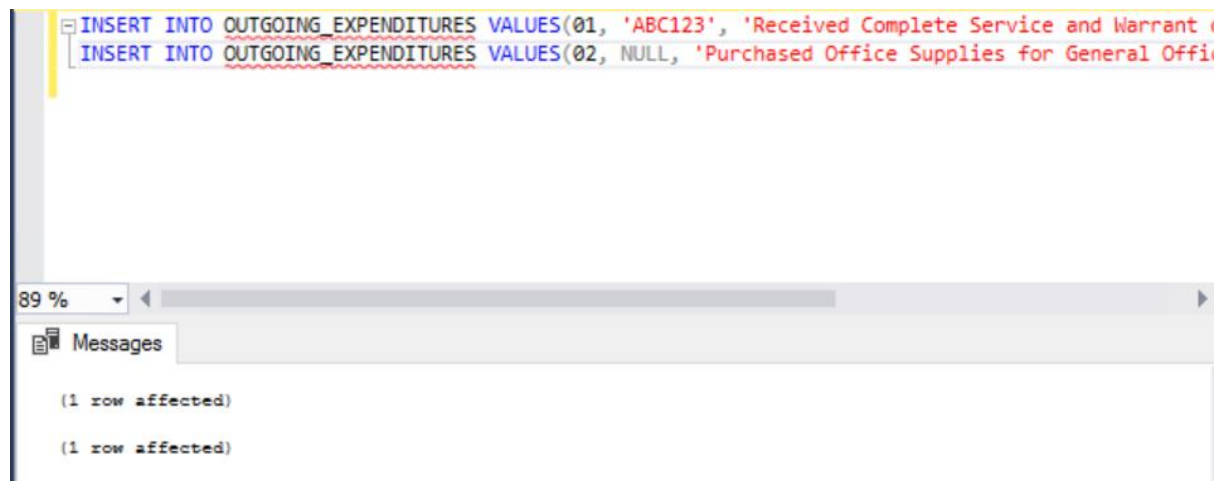 INSERT INTO OUTGOING_EXPENDITURES VALUES(01, 'ABC123', 'Received Complete Service and Warrant
INSERT INTO OUTGOING_EXPENDITURES VALUES(02, NULL, 'Purchased Office Supplies for General Offi
89 %
Messages
(1 row affected)
(1 row affected)